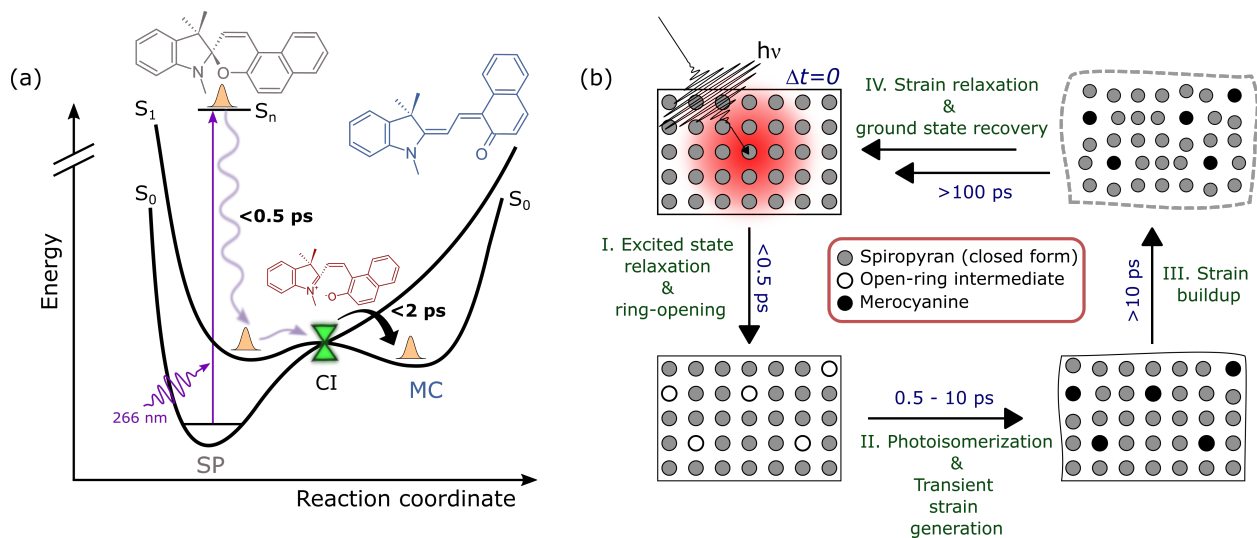 (a)
N
O
S1
Sn
S0
<0.5 ps
N
O
S0
N+
-O
<2 ps
CI
MC
266 nm
SP
Energy
Reaction coordinate
(b)
hν
Δt=0
IV. Strain relaxation
&
ground state recovery
>100 ps
I. Excited state
relaxation
&
ring-opening
<0.5 ps
Spiropyran (closed form)
Open-ring intermediate
Merocyanine
>10 ps
III. Strain
buildup
0.5 - 10 ps
II. Photoisomerization
&
Transient
strain
generation